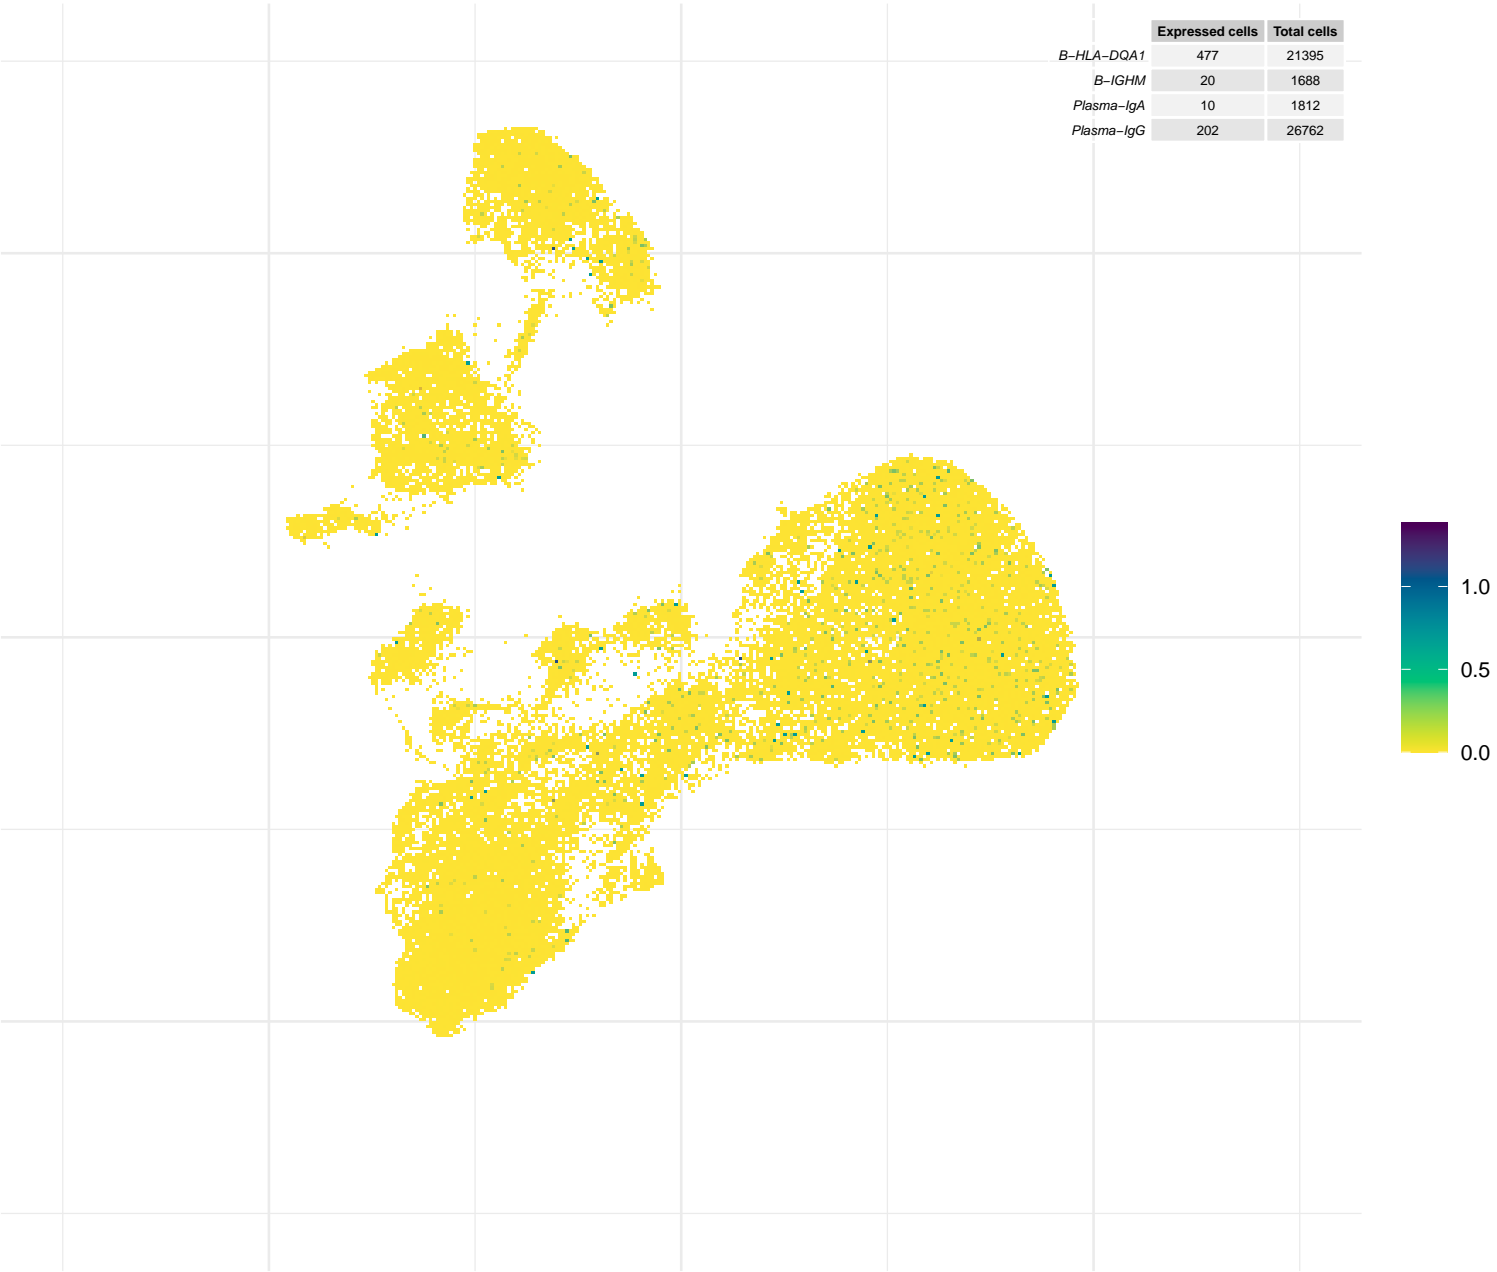 Expressed cells Total cells
B−HLA−DQA1 477 21395
B−IGHM 20 1688
Plasma−IgA 10 1812
Plasma−IgG 202 26762
1.0
0.5
0.0